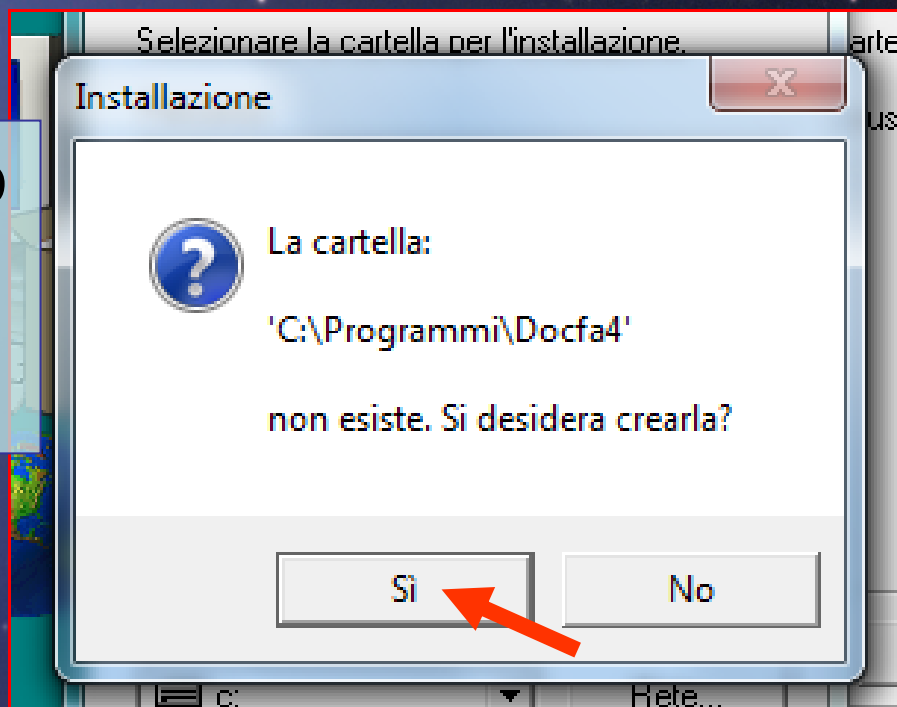 Selezionare la cartella per l'installazione.
Installazione
La cartella:
'C:\Programmi\Docfa4'
non esiste. Si desidera crearla?
Sì
No
c:
Rete...